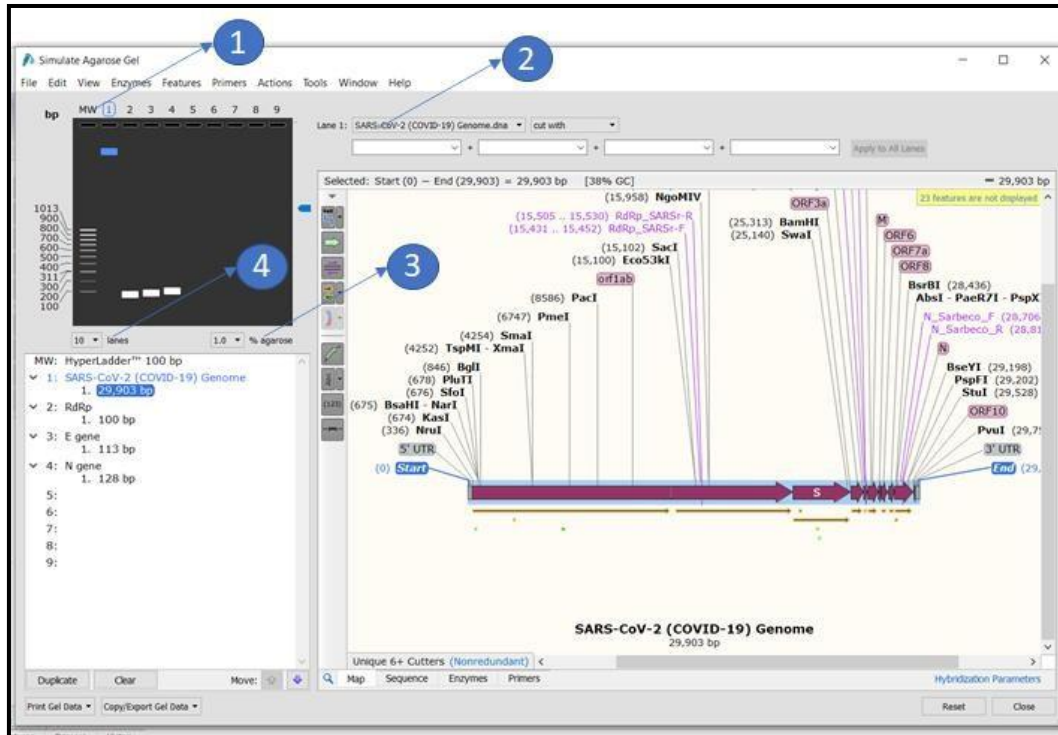 1
2
Simulate Agarose Gel
File Edit View Enzymes Features Primers Actions Tools Window Help
bp MW 1 2 3 4 5 6 7 8 9
Lane 1: SARS-CoV-2 (COVID-19) Genome.dna cut with
+ + + Apply to All Lanes
1013
900
800
700
600
500
400
311
300
200
100
4
3
10 lanes 1.0 % agarose
MW: HyperLadder™ 100 bp
1: SARS-CoV-2 (COVID-19) Genome
1. 29,903 bp
2: RdRp
1. 100 bp
3: E gene
1. 113 bp
4: N gene
1. 128 bp
5:
6:
7:
8:
9:
Duplicate Clear Move:
Print Gel Data Copy/Export Gel Data
Selected: Start (0) – End (29,903) = 29,903 bp [38% GC] 29,903 bp
23 features are not displayed
(15,958) NgoMIV
(15,505 .. 15,530) RdRp_SARSr-R
(15,431 .. 15,452) RdRp_SARSr-F
(15,102) SacI
(15,100) Eco53kI
orf1ab
(8586) PacI
(6747) PmeI
(4254) SmaI
(4252) TspMI - XmaI
(846) BglI
(678) PluTI
(676) SfoI
(675) BsaHI - NarI
(674) KasI
(336) NruI
5' UTR
(0) Start
ORF3a
(25,313) BamHI
(25,140) SwaI
M
ORF6
ORF7a
ORF8
BsrBI (28,436)
AbsI - PaeR7I - PspX
N_Sarbeco_F (28,706
N_Sarbeco_R (28,81
N
BseYI (29,198)
PspFI (29,202)
StuI (29,528)
ORF10
PvuI (29,75
3' UTR
End (29,
S
SARS-CoV-2 (COVID-19) Genome
29,903 bp
Unique 6+ Cutters (Nonredundant)
Map Sequence Enzymes Primers Hybridization Parameters
Reset Close